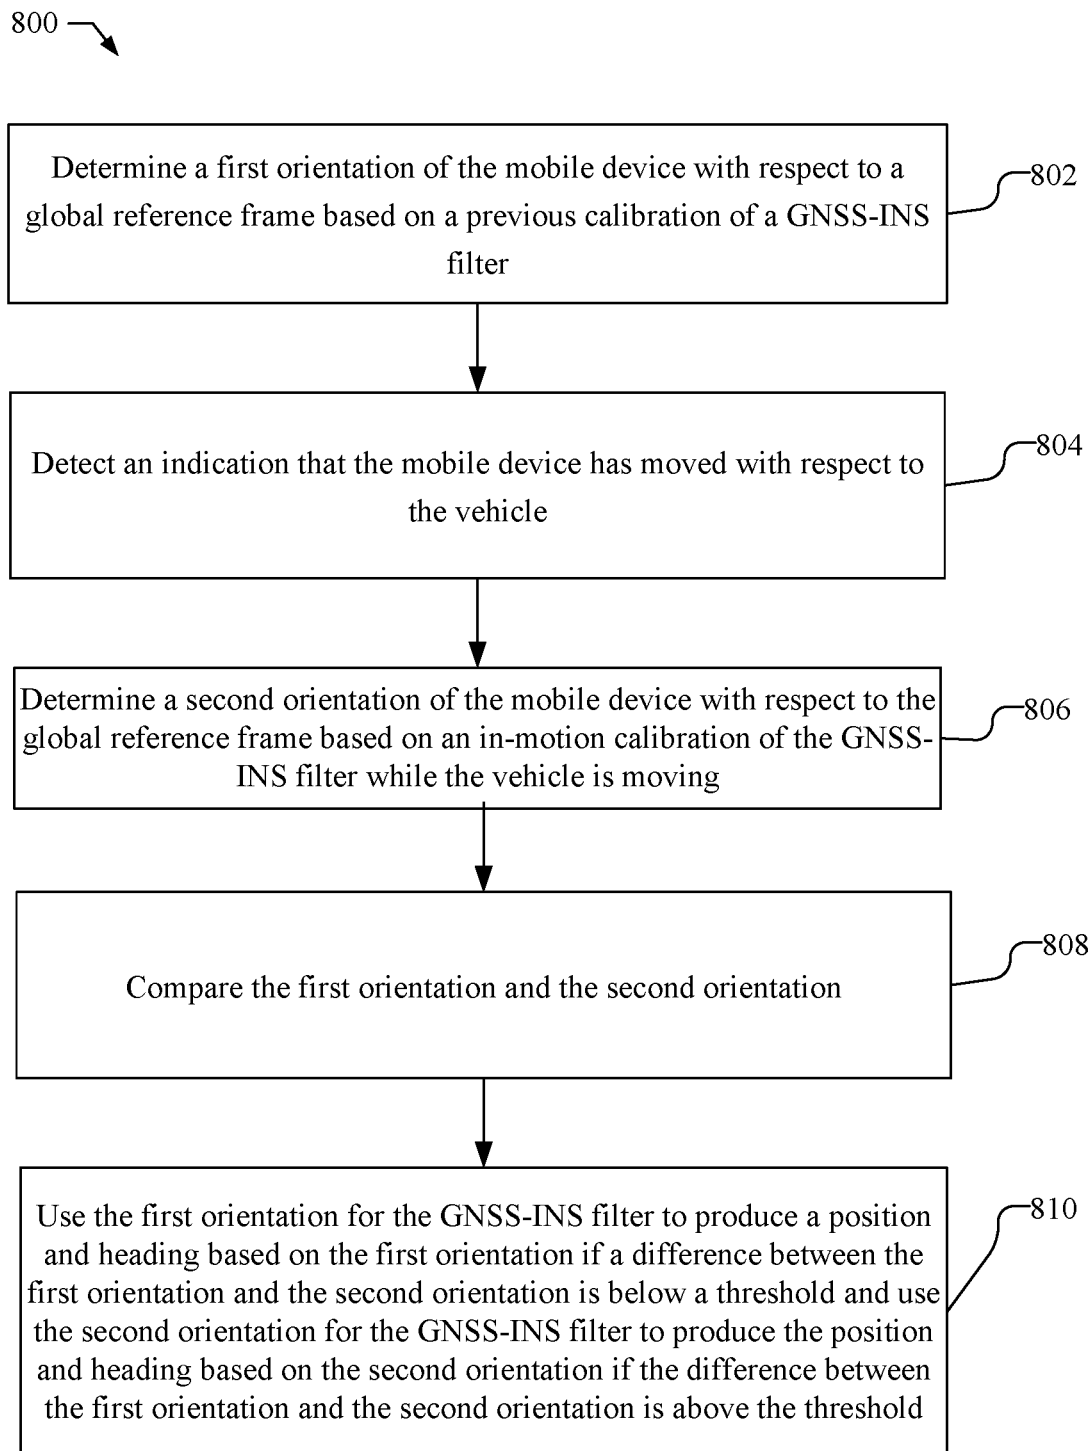 800
Determine a first orientation of the mobile device with respect to a
global reference frame based on a previous calibration of a GNSS-INS
filter
802
Detect an indication that the mobile device has moved with respect to
the vehicle
804
Determine a second orientation of the mobile device with respect to the
global reference frame based on an in-motion calibration of the GNSS-
INS filter while the vehicle is moving
806
Compare the first orientation and the second orientation
808
Use the first orientation for the GNSS-INS filter to produce a position
and heading based on the first orientation if a difference between the
first orientation and the second orientation is below a threshold and use
the second orientation for the GNSS-INS filter to produce the position
and heading based on the second orientation if the difference between
the first orientation and the second orientation is above the threshold
810